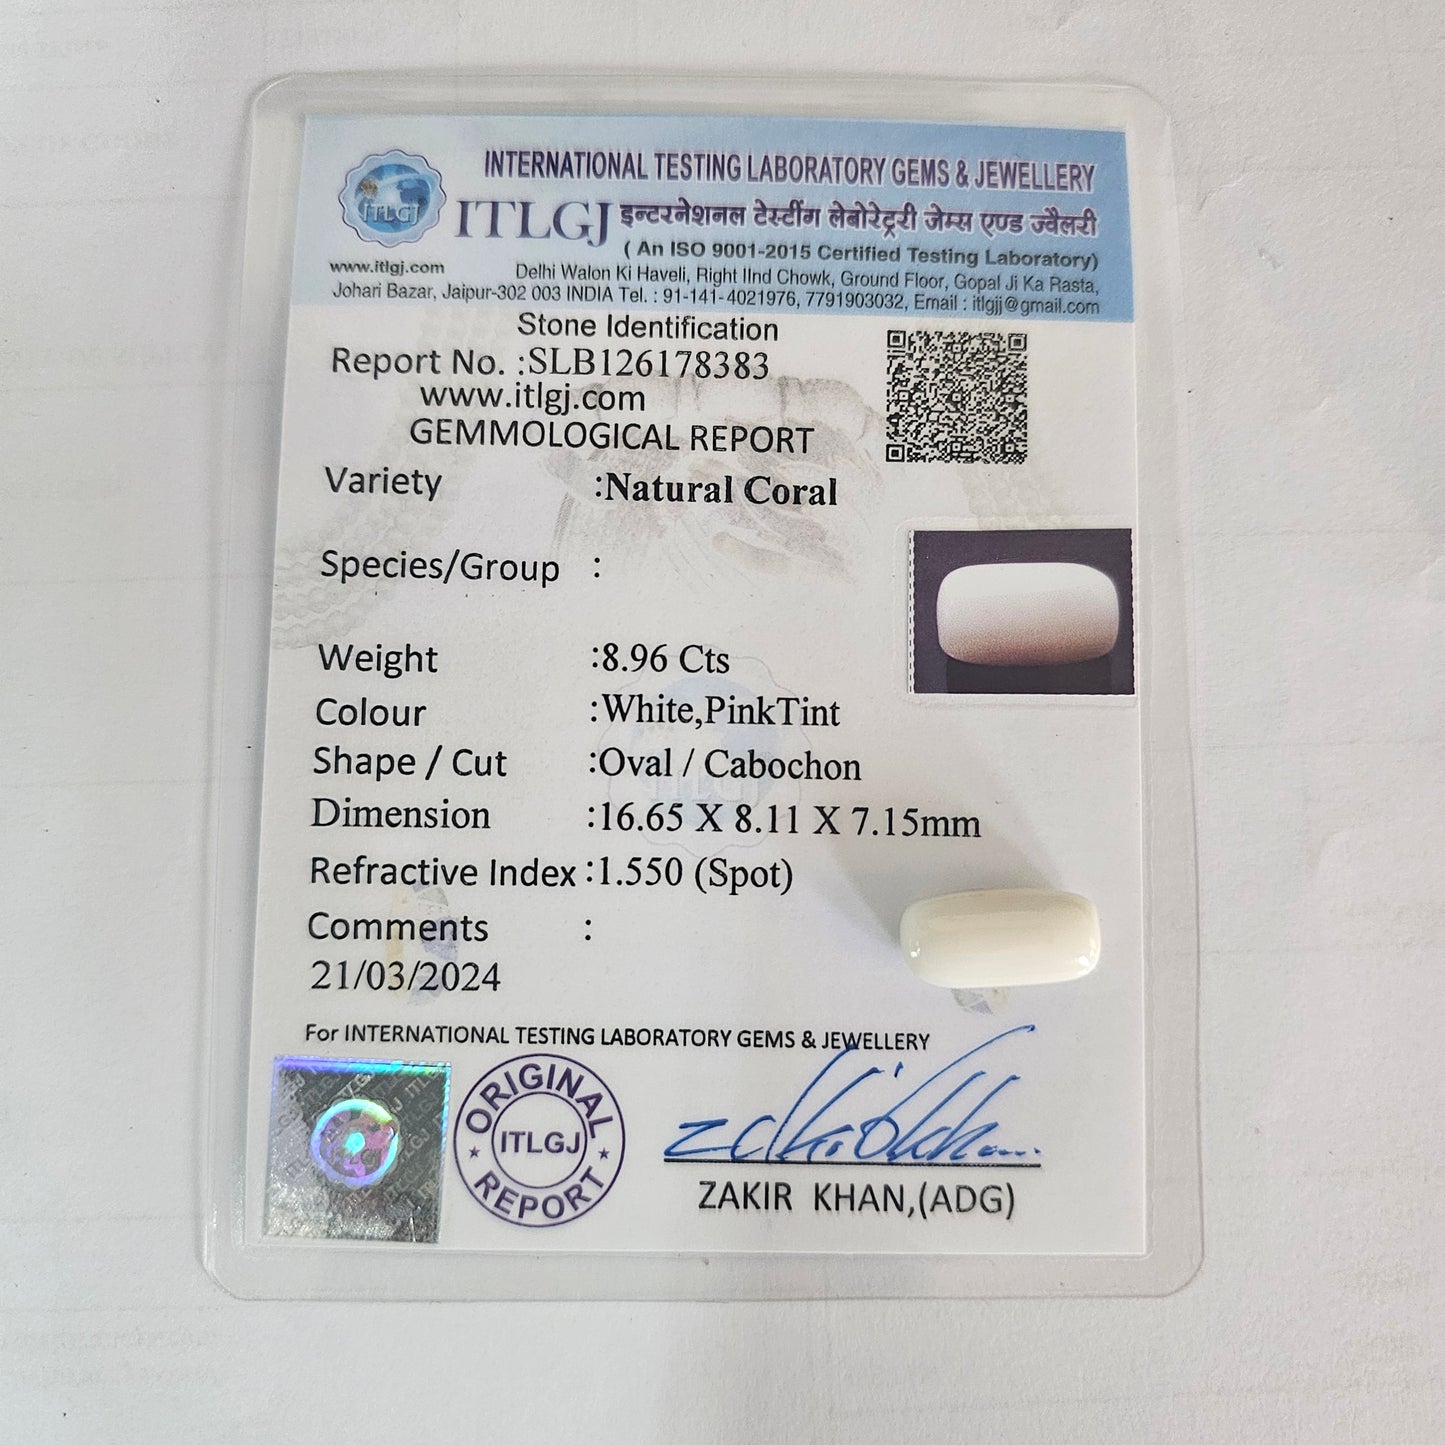 INTERNATIONAL TESTING LABORATORY GEMS & JEWELLERY
ITLGJ
ITLGJ इन्टरनेशनल टेस्टींग लेबोरेट्ररी जेम्स एण्ड ज्वैलरी
( An ISO 9001-2015 Certified Testing Laboratory)
www.itlgj.com Delhi Walon Ki Haveli, Right IInd Chowk, Ground Floor, Gopal Ji Ka Rasta,
Johari Bazar, Jaipur-302 003 INDIA Tel. : 91-141-4021976, 7791903032, Email : itlgjj@gmail.com
Stone Identification
Report No. :SLB126178383
www.itlgj.com
GEMMOLOGICAL REPORT
Variety :Natural Coral
Species/Group :
Weight :8.96 Cts
Colour :White,PinkTint
Shape / Cut :Oval / Cabochon
Dimension :16.65 X 8.11 X 7.15mm
Refractive Index :1.550 (Spot)
Comments :
21/03/2024
For INTERNATIONAL TESTING LABORATORY GEMS & JEWELLERY
ORIGINAL
ITLGJ
REPORT
ZAKIR KHAN,(ADG)